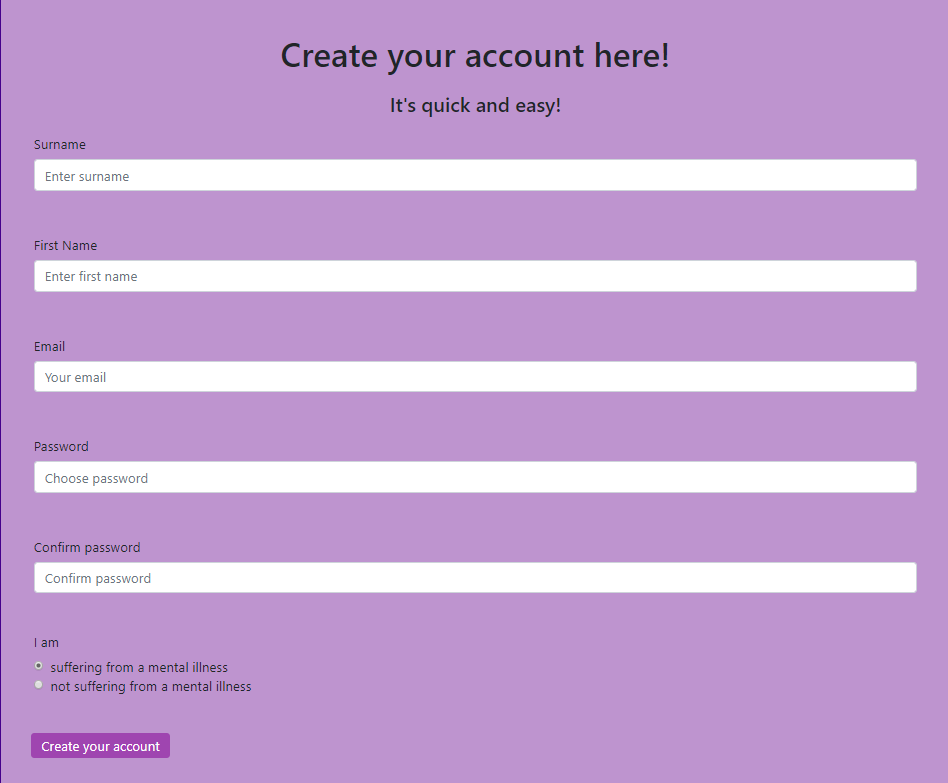 Create your account here!
It's quick and easy!
Surname
Enter surname
First Name
Enter first name
Email
Your email
Password
Choose password
Confirm password
Confirm password
I am
suffering from a mental illness
not suffering from a mental illness
Create your account